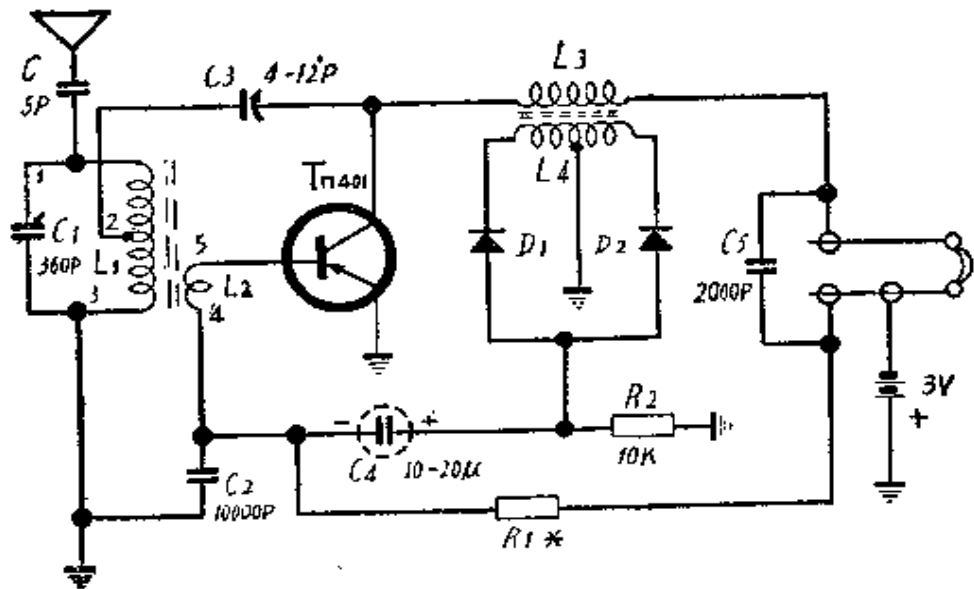 C
5P
C3
4-12P
L3
L4
Tп401
1
C1
360P
2
L1
3
5
L2
4
D1
D2
C5
2000P
3V
+
R2
10K
-
+
C4
10-20μ
C2
10000P
R1*